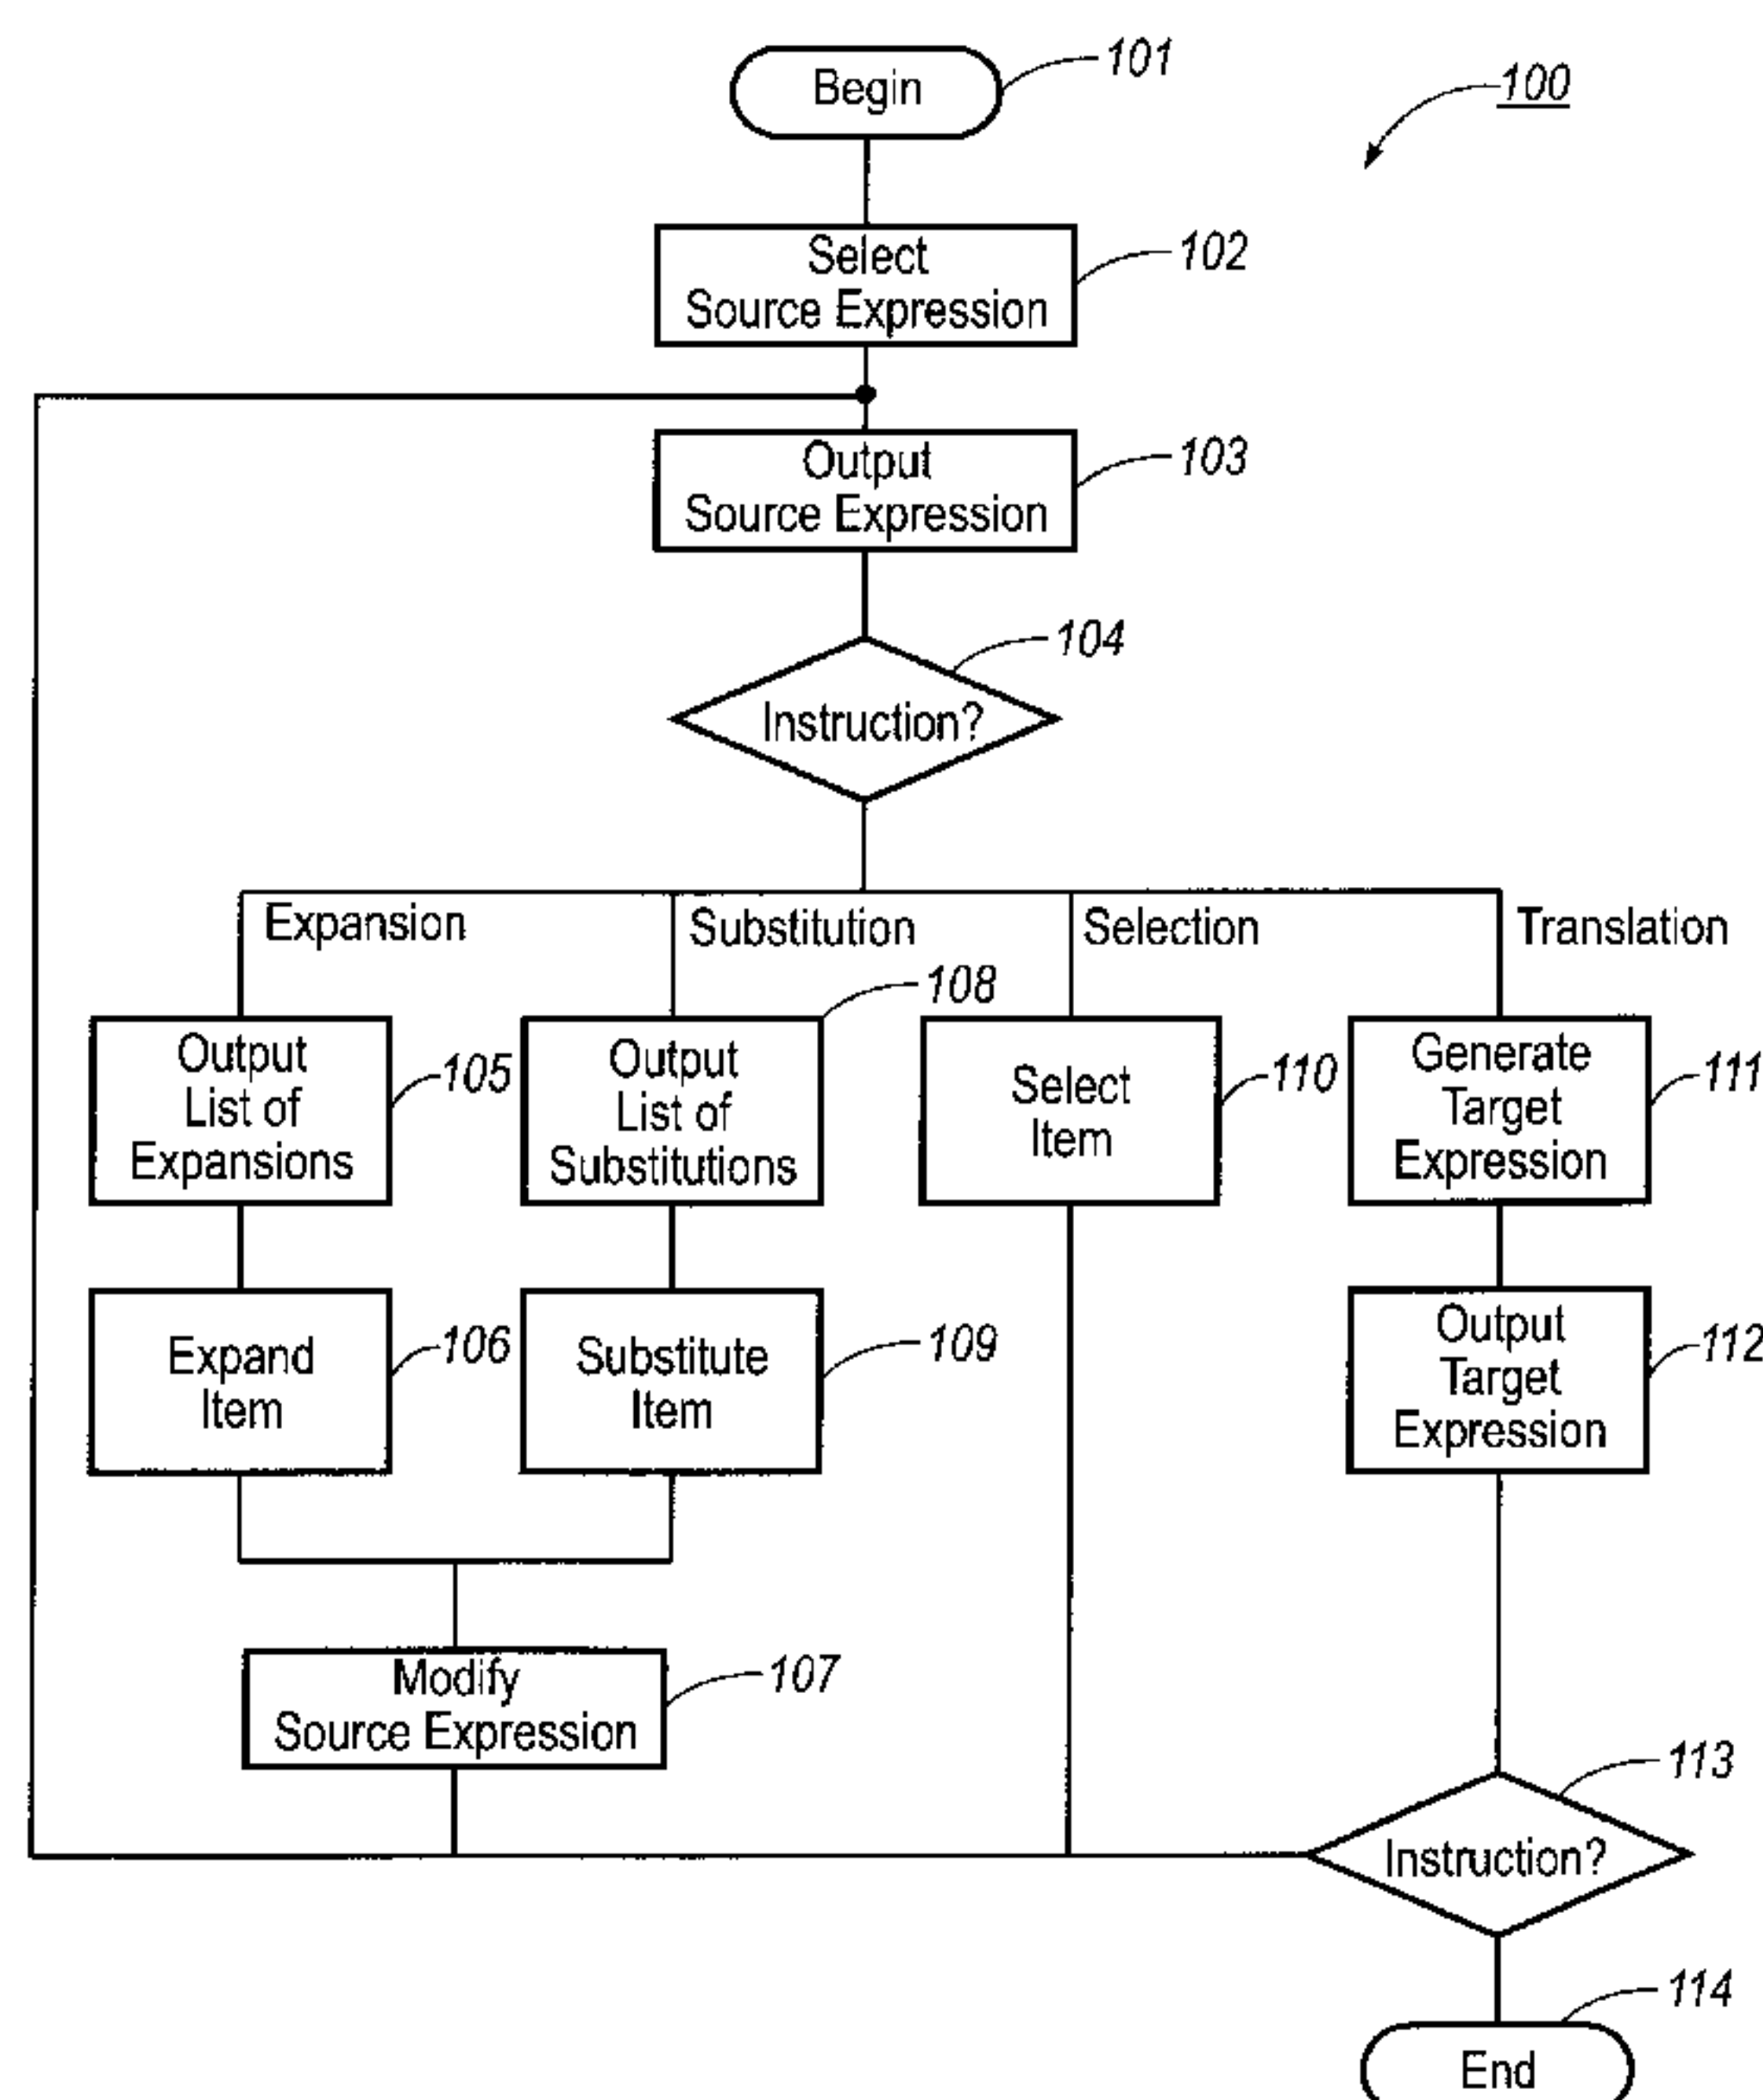 Begin
101
100
Select
Source Expression
102
Output
Source Expression
103
104
Instruction?
Expansion
Substitution
Selection
Translation
108
Output
List of
Expansions
105
Output
List of
Substitutions
Select
Item
110
Generate
Target
Expression
111
Expand
Item
106
Substitute
Item
109
Output
Target
Expression
112
Modify
Source Expression
107
113
Instruction?
114
End